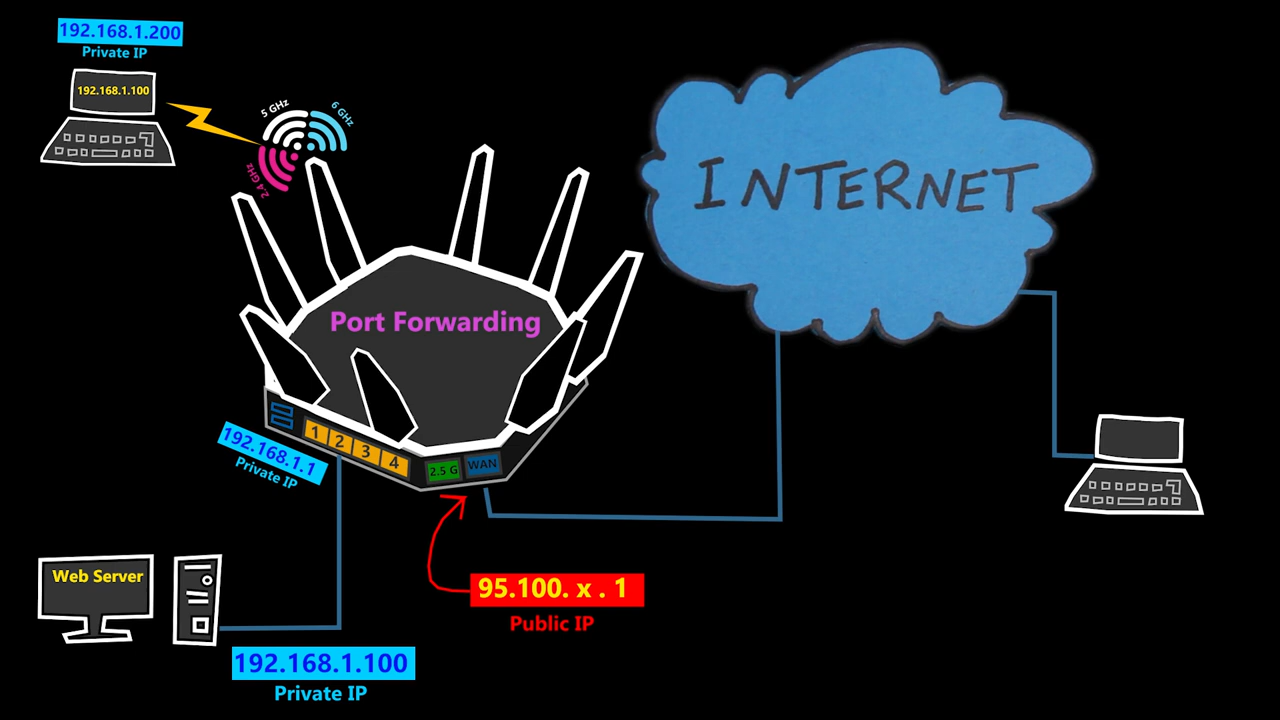 192.168.1.200
Private IP
192.168.1.100
5 GHz
6 GHz
2.4 GHz
INTERNET
Port Forwarding
1 2 3 4
2.5 G
WAN
192.168.1.1
Private IP
Web Server
95.100. x . 1
Public IP
192.168.1.100
Private IP